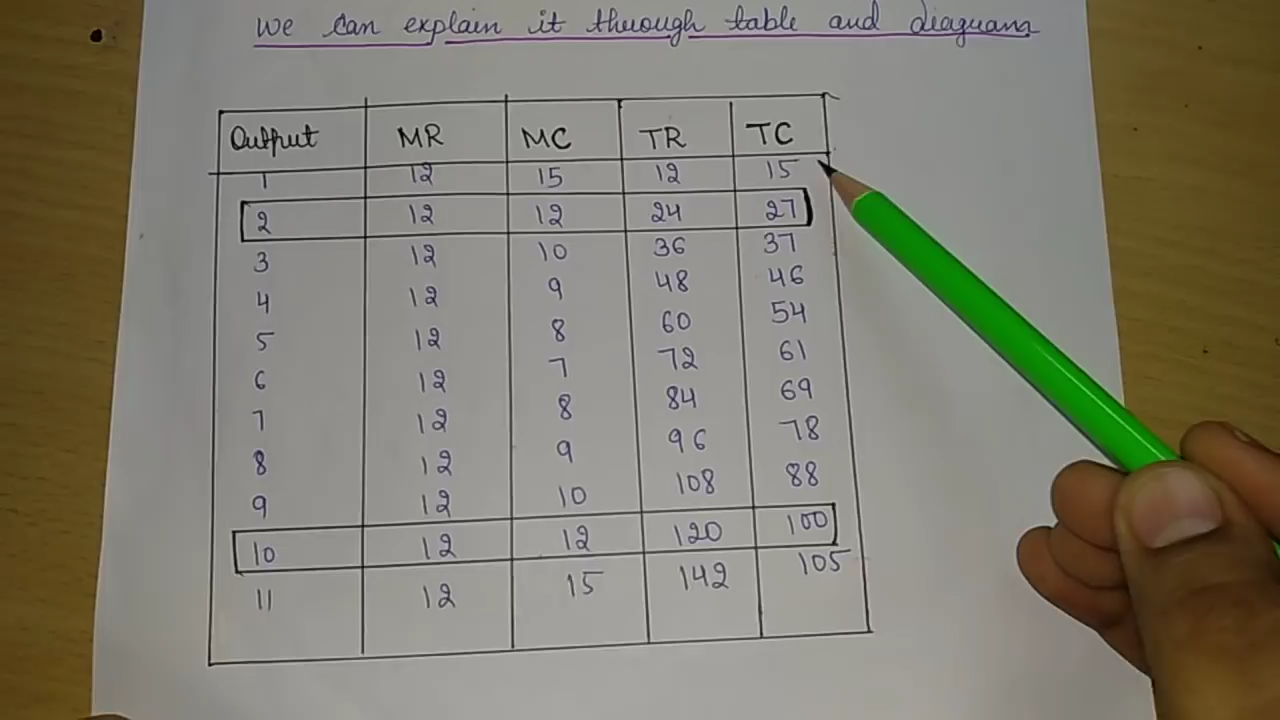 we can explain it through table and diagram
Output MR MC TR TC
1 12 15 12 15
2 12 12 24 27
3 12 10 36 37
4 12 9 48 46
5 12 8 60 54
6 12 7 72 61
7 12 8 84 69
8 12 9 96 78
9 12 10 108 88
10 12 12 120 100
11 12 15 142 105